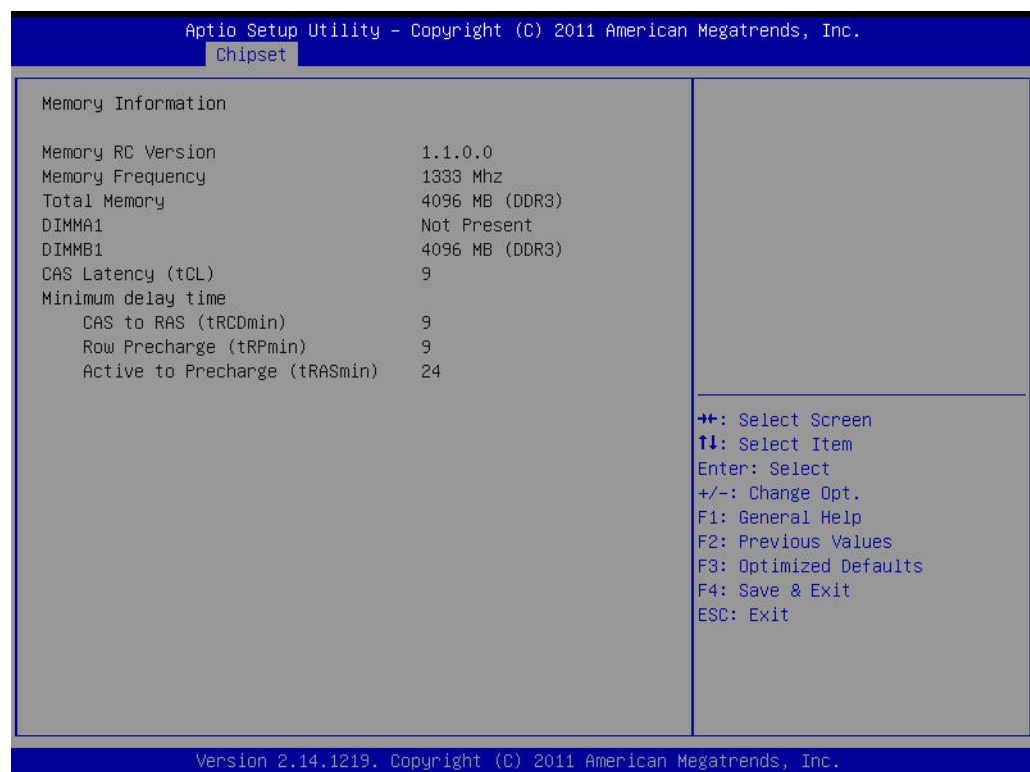 Aptio Setup Utility – Copyright (C) 2011 American Megatrends, Inc.
Chipset
Memory Information
Memory RC Version 1.1.0.0
Memory Frequency 1333 Mhz
Total Memory 4096 MB (DDR3)
DIMMA1 Not Present
DIMMB1 4096 MB (DDR3)
CAS Latency (tCL) 9
Minimum delay time
CAS to RAS (tRCDmin) 9
Row Precharge (tRPmin) 9
Active to Precharge (tRASmin) 24
→←: Select Screen
↑↓: Select Item
Enter: Select
+/-: Change Opt.
F1: General Help
F2: Previous Values
F3: Optimized Defaults
F4: Save & Exit
ESC: Exit
Version 2.14.1219. Copyright (C) 2011 American Megatrends, Inc.